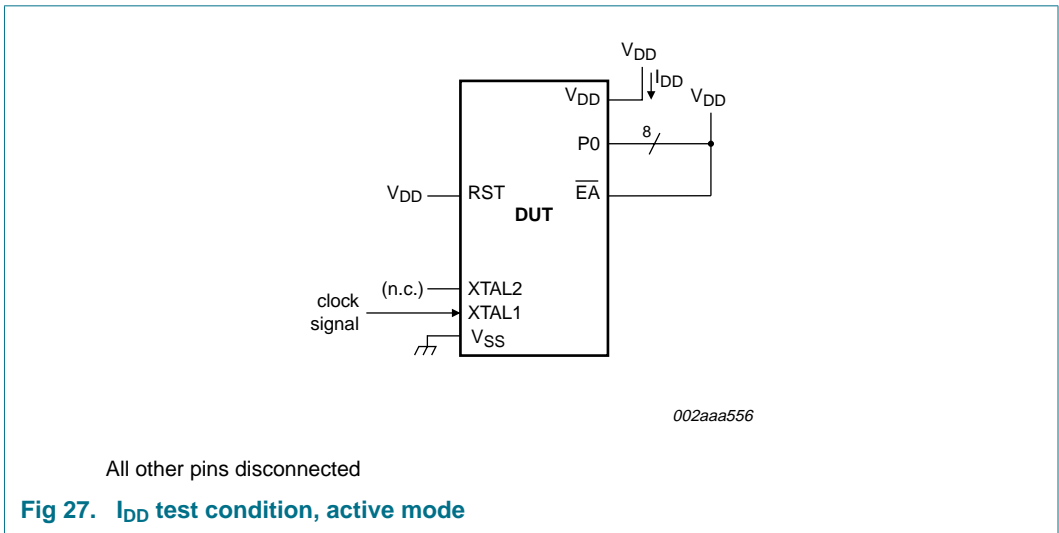 VDD
IDD
VDD
VDD
8
P0
VDD
RST
EA
DUT
(n.c.)
XTAL2
clock
signal
XTAL1
VSS
002aaa556
All other pins disconnected
Fig 27. IDD test condition, active mode